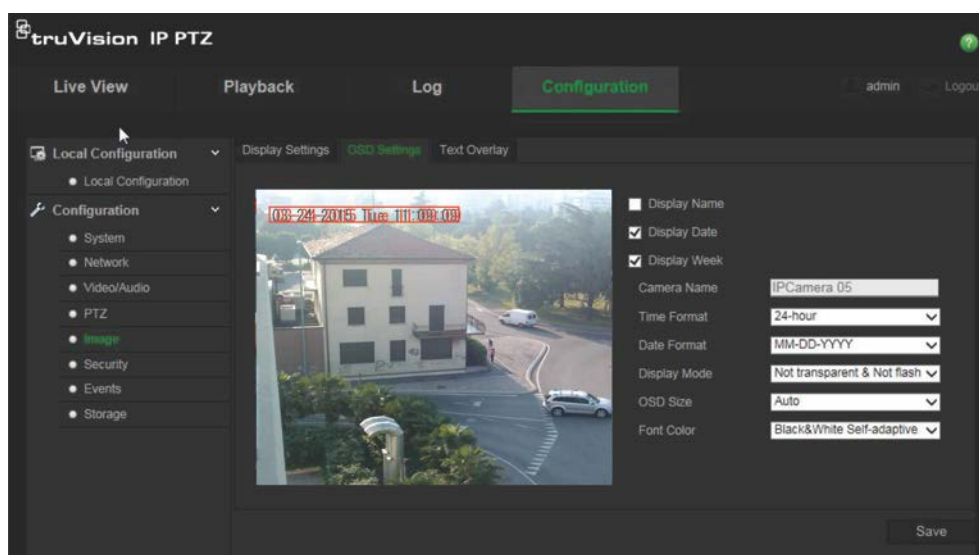 truVision IP PTZ
Live View Playback Log Configuration admin Logou
Local Configuration
Local Configuration
Configuration
System
Network
Video/Audio
PTZ
Image
Security
Events
Storage
Display Settings OSD Settings Text Overlay
03-24-2015 Tue 11:09:09
Display Name
Display Date
Display Week
Camera Name IPCamera 05
Time Format 24-hour
Date Format MM-DD-YYYY
Display Mode Not transparent & Not flash
OSD Size Auto
Font Color Black&White Self-adaptive
Save